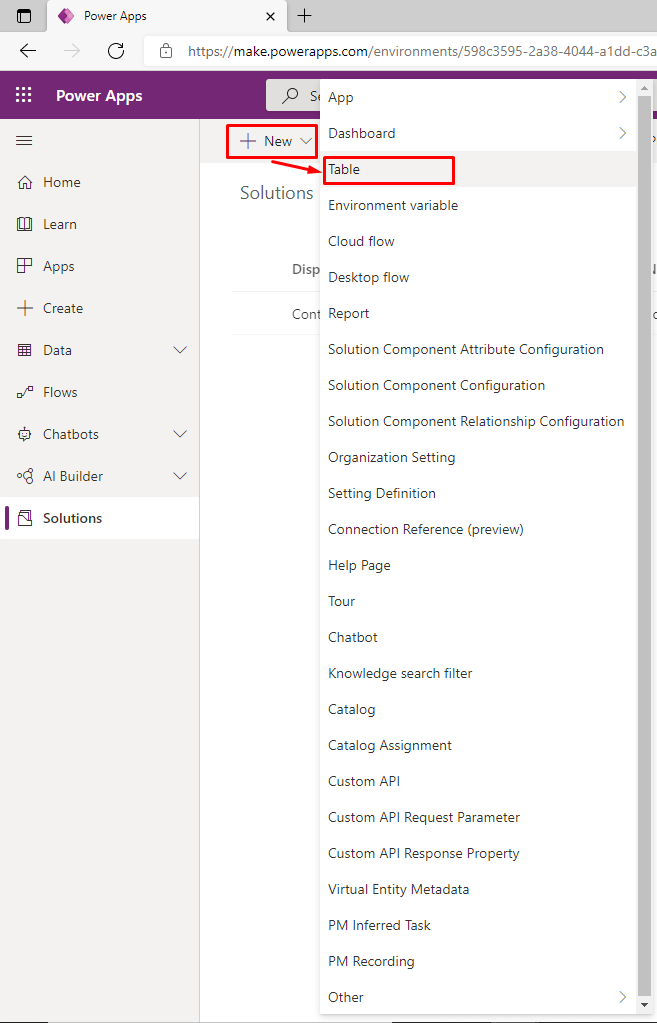 Power Apps
https://make.powerapps.com/environments/598c3595-2a38-4044-a1dd-c3a
Power Apps
Home
Learn
Apps
Create
Data
Flows
Chatbots
AI Builder
Solutions
New
Solutions
Disp
Cont
App
Dashboard
Table
Environment variable
Cloud flow
Desktop flow
Report
Solution Component Attribute Configuration
Solution Component Configuration
Solution Component Relationship Configuration
Organization Setting
Setting Definition
Connection Reference (preview)
Help Page
Tour
Chatbot
Knowledge search filter
Catalog
Catalog Assignment
Custom API
Custom API Request Parameter
Custom API Response Property
Virtual Entity Metadata
PM Inferred Task
PM Recording
Other